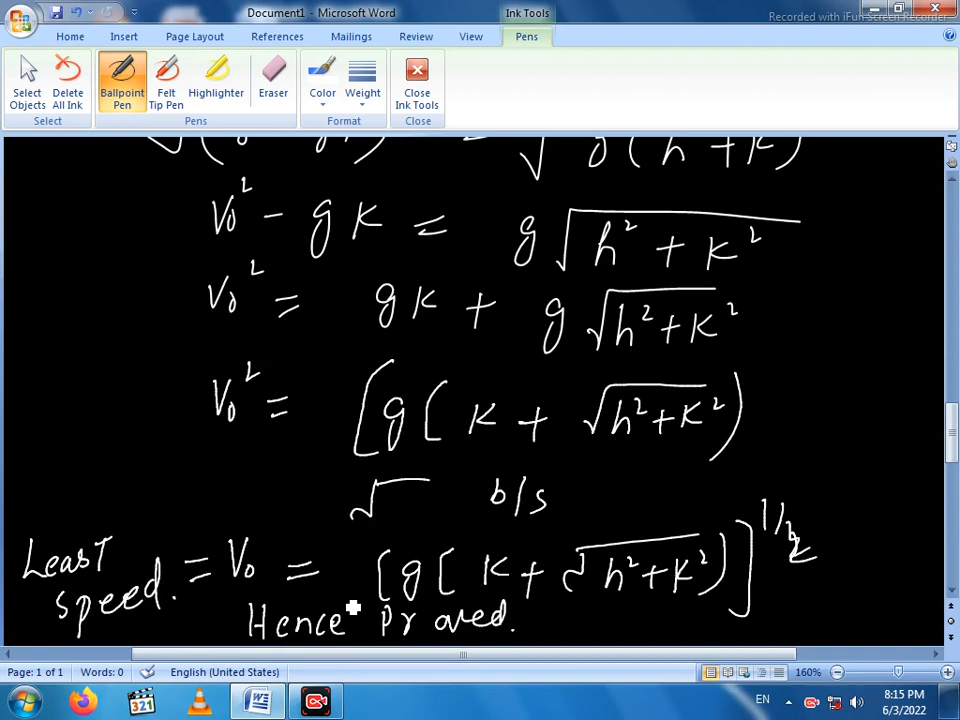 Document1 - Microsoft Word
Ink Tools
Recorded with iFun Screen Recorder
Home Insert Page Layout References Mailings Review View Pens
Select Objects
Delete All Ink
Ballpoint Pen
Felt Tip Pen
Highlighter
Eraser
Color
Weight
Close Ink Tools
Select
Pens
Format
Close
g(h²+k²)
V₀² - gk = g√h²+k²
V₀² = gk + g√h²+k²
V₀² = [g[k + √h²+k²)
√ b/s
Least speed. = V₀ = [g[k+√h²+k²)]^1/2
Hence Proved.
Page: 1 of 1 Words: 0 English (United States) 160%
321
EN
8:15 PM
6/3/2022